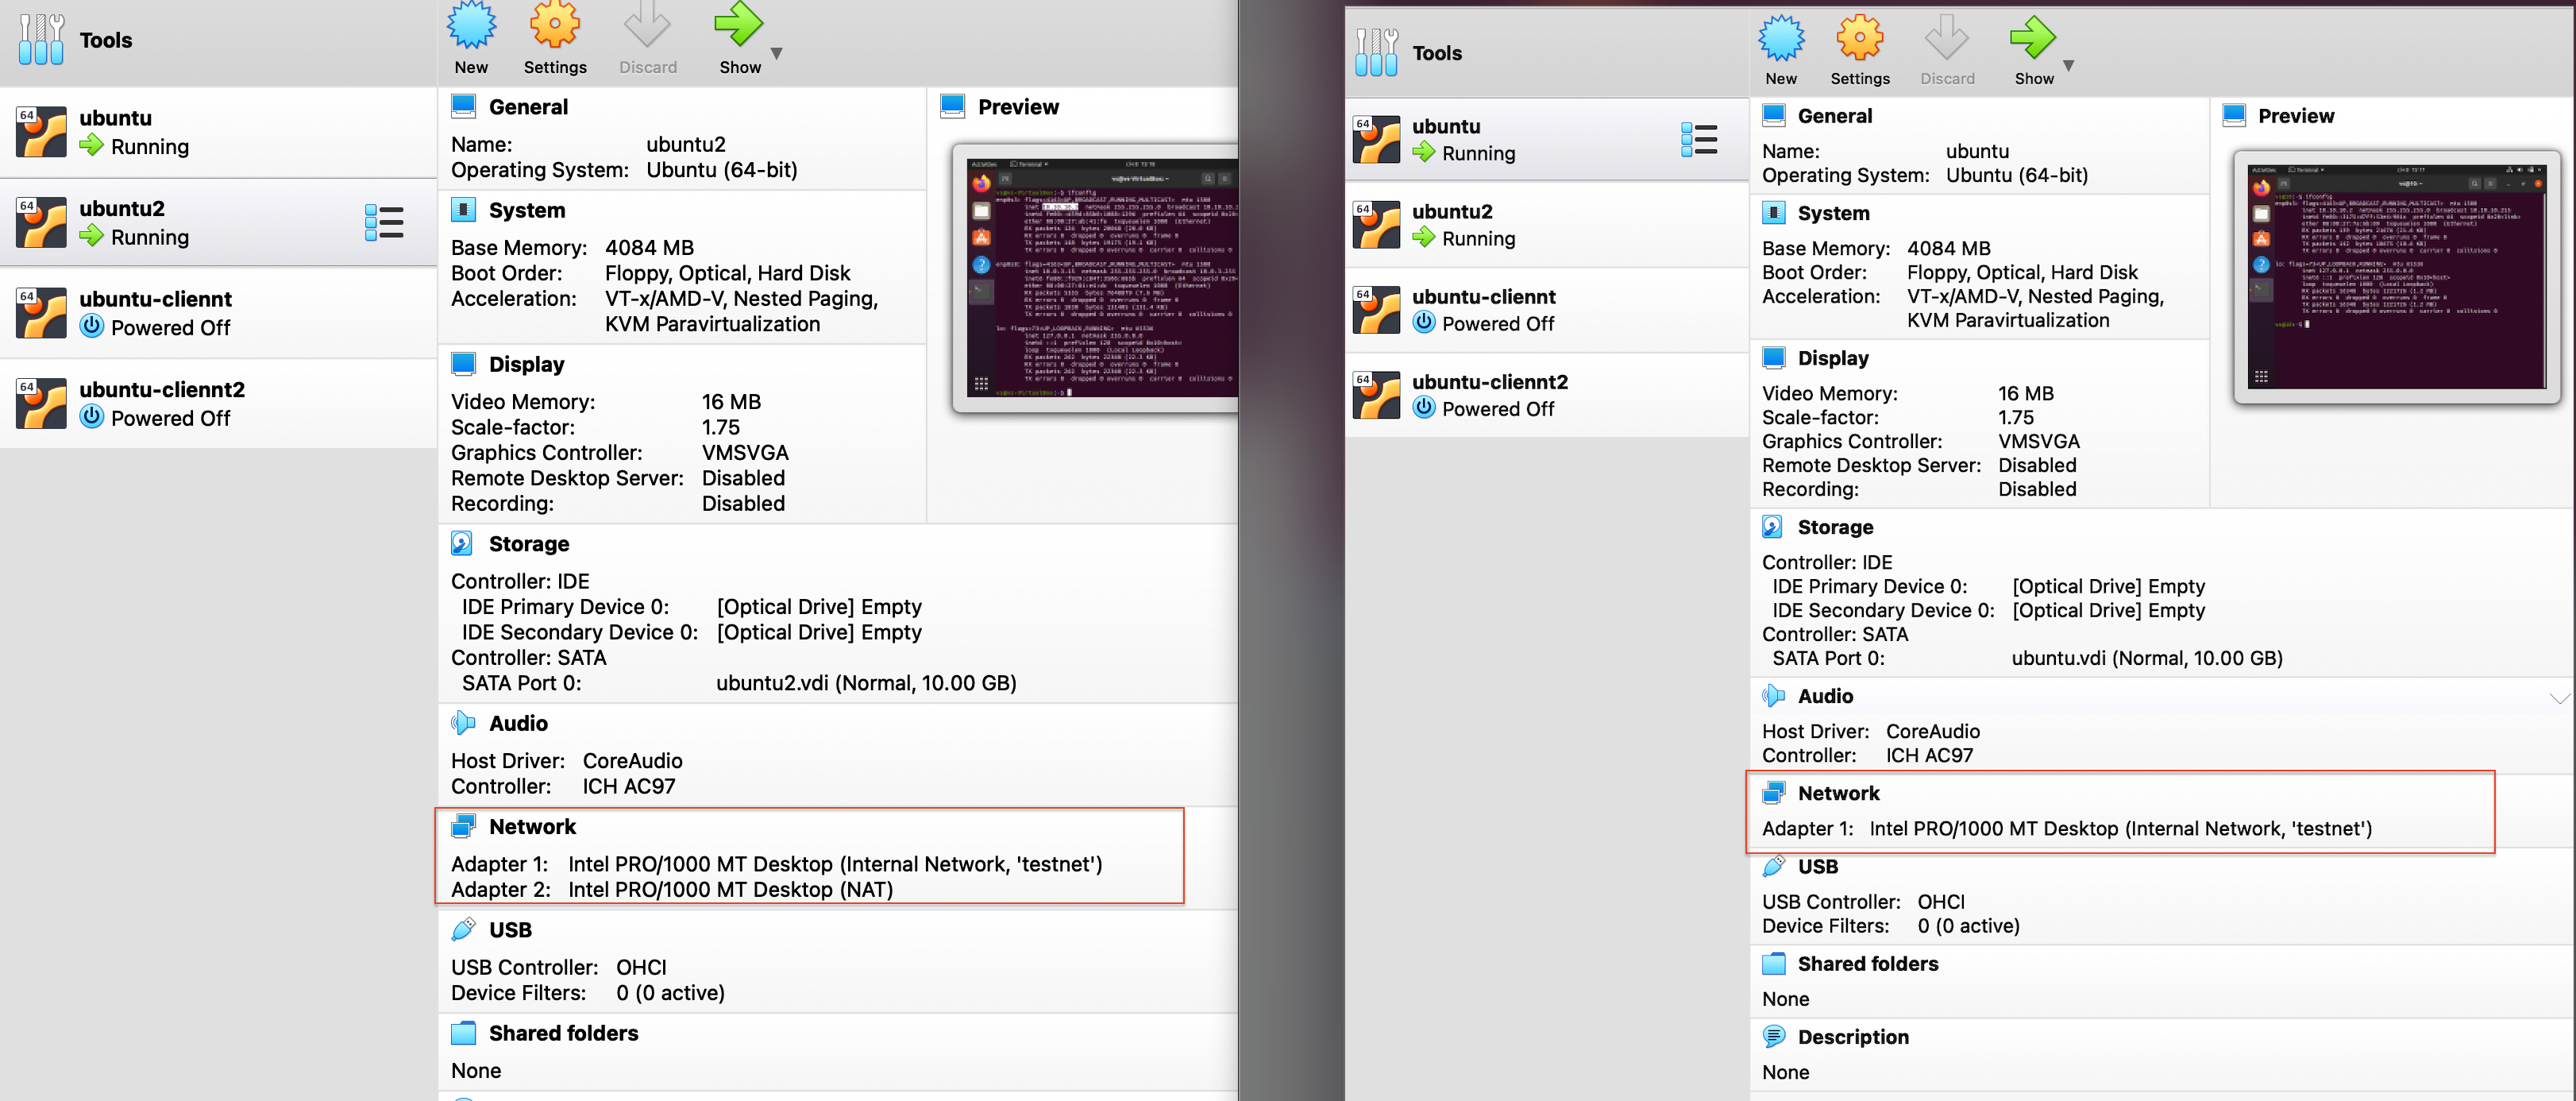 Tools
New
Settings
Discard
Show
64
ubuntu
Running
64
ubuntu2
Running
64
ubuntu-cliennt
Powered Off
64
ubuntu-cliennt2
Powered Off
General
Name: ubuntu2
Operating System: Ubuntu (64-bit)
System
Base Memory: 4084 MB
Boot Order: Floppy, Optical, Hard Disk
Acceleration: VT-x/AMD-V, Nested Paging,
KVM Paravirtualization
Display
Video Memory: 16 MB
Scale-factor: 1.75
Graphics Controller: VMSVGA
Remote Desktop Server: Disabled
Recording: Disabled
Storage
Controller: IDE
IDE Primary Device 0: [Optical Drive] Empty
IDE Secondary Device 0: [Optical Drive] Empty
Controller: SATA
SATA Port 0: ubuntu2.vdi (Normal, 10.00 GB)
Audio
Host Driver: CoreAudio
Controller: ICH AC97
Network
Adapter 1: Intel PRO/1000 MT Desktop (Internal Network, 'testnet')
Adapter 2: Intel PRO/1000 MT Desktop (NAT)
USB
USB Controller: OHCI
Device Filters: 0 (0 active)
Shared folders
None
Preview
Tools
New
Settings
Discard
Show
64
ubuntu
Running
64
ubuntu2
Running
64
ubuntu-cliennt
Powered Off
64
ubuntu-cliennt2
Powered Off
General
Name: ubuntu
Operating System: Ubuntu (64-bit)
System
Base Memory: 4084 MB
Boot Order: Floppy, Optical, Hard Disk
Acceleration: VT-x/AMD-V, Nested Paging,
KVM Paravirtualization
Display
Video Memory: 16 MB
Scale-factor: 1.75
Graphics Controller: VMSVGA
Remote Desktop Server: Disabled
Recording: Disabled
Storage
Controller: IDE
IDE Primary Device 0: [Optical Drive] Empty
IDE Secondary Device 0: [Optical Drive] Empty
Controller: SATA
SATA Port 0: ubuntu.vdi (Normal, 10.00 GB)
Audio
Host Driver: CoreAudio
Controller: ICH AC97
Network
Adapter 1: Intel PRO/1000 MT Desktop (Internal Network, 'testnet')
USB
USB Controller: OHCI
Device Filters: 0 (0 active)
Shared folders
None
Description
None
Preview